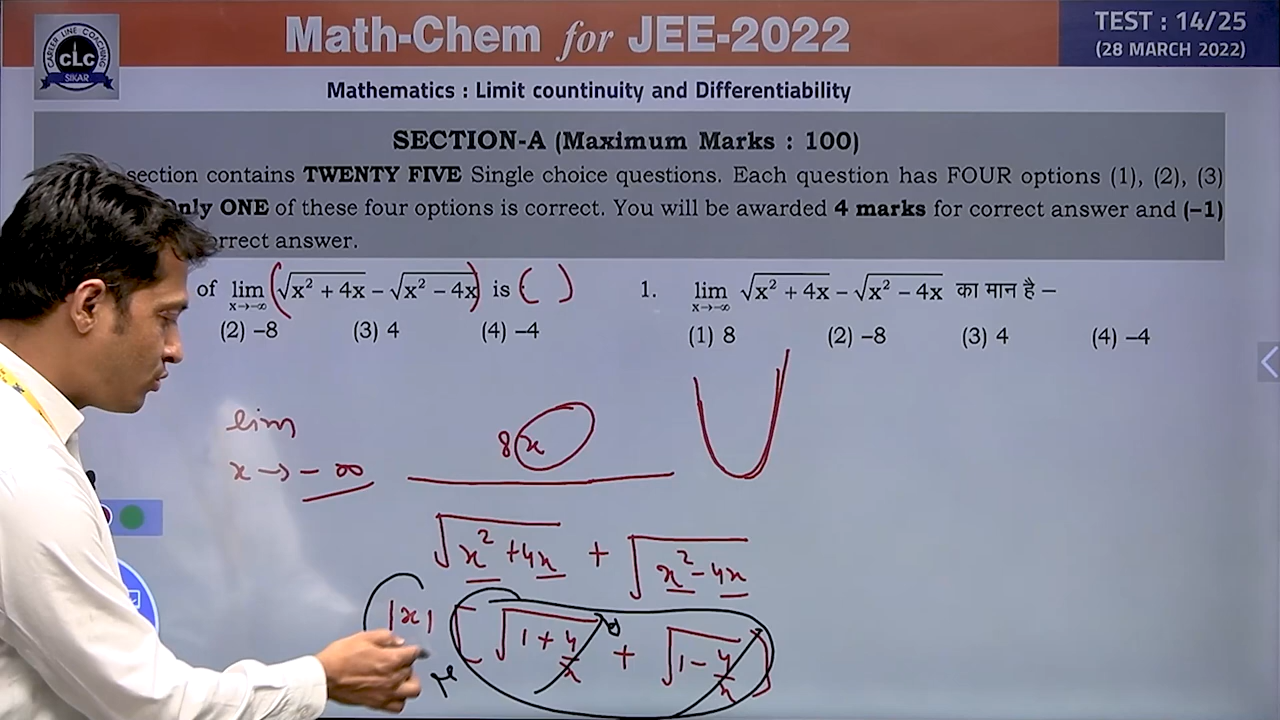 CAREER LINE COACHING
CLC
SIKAR
Math-Chem for JEE-2022
TEST : 14/25
(28 MARCH 2022)
Mathematics : Limit countinuity and Differentiability
SECTION-A (Maximum Marks : 100)
section contains TWENTY FIVE Single choice questions. Each question has FOUR options (1), (2), (3)
Only ONE of these four options is correct. You will be awarded 4 marks for correct answer and (–1)
orrect answer.
of lim x→–∞ (√(x² + 4x) – √(x² – 4x)) is ( )
(2) –8 (3) 4 (4) –4
1. lim x→–∞ √(x² + 4x) – √(x² – 4x) का मान है –
(1) 8 (2) –8 (3) 4 (4) –4
lim 8x
x → – ∞
√(x² + 4x) + √(x² – 4x)
|x| [√(1 + 4/x) + √(1 – 4/x)]